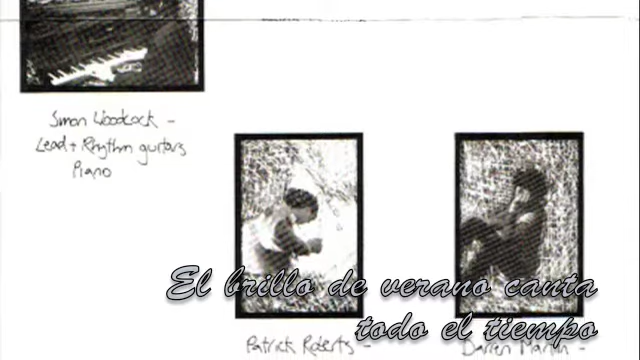 Simon Woodcock -
Lead + Rhythm guitars
Piano
El brillo de verano canta
todo el tiempo
Patrick Roberts -
Darren Martin -